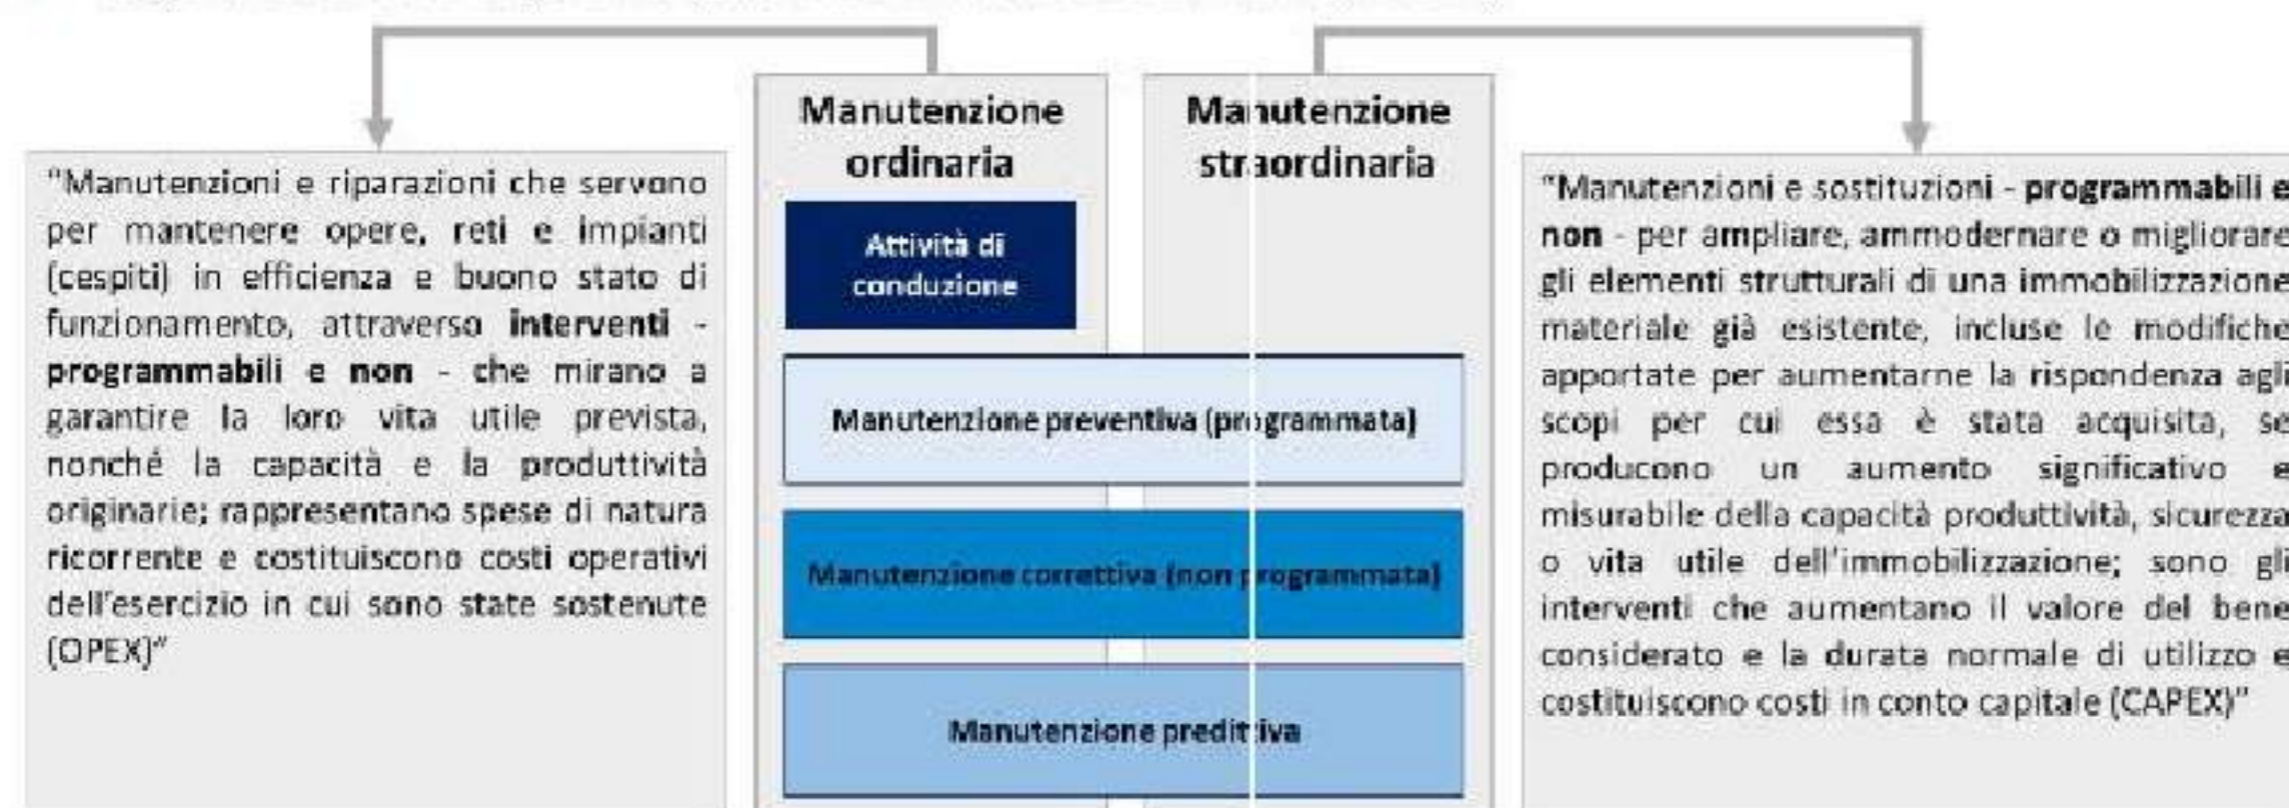 "Manutenzioni e riparazioni che servono
per mantenere opere, reti e impianti
(cespiti) in efficienza e buono stato di
funzionamento, attraverso interventi -
programmabili e non - che mirano a
garantire la loro vita utile prevista,
nonché la capacità e la produttività
originarie; rappresentano spese di natura
ricorrente e costituiscono costi operativi
dell'esercizio in cui sono state sostenute
(OPEX)"
Manutenzione
ordinaria
Manutenzione
straordinaria
Attività di
conduzione
Manutenzione preventiva (programmata)
Manutenzione correttiva (non programmata)
Manutenzione predittiva
"Manutenzioni e sostituzioni - programmabili e
non - per ampliare, ammodernare o migliorare
gli elementi strutturali di una immobilizzazione
materiale già esistente, incluse le modifiche
apportate per aumentarne la rispondenza agli
scopi per cui essa è stata acquisita, se
producono un aumento significativo e
misurabile della capacità produttività, sicurezza
o vita utile dell'immobilizzazione; sono gli
interventi che aumentano il valore del bene
considerato e la durata normale di utilizzo e
costituiscono costi in conto capitale (CAPEX)"